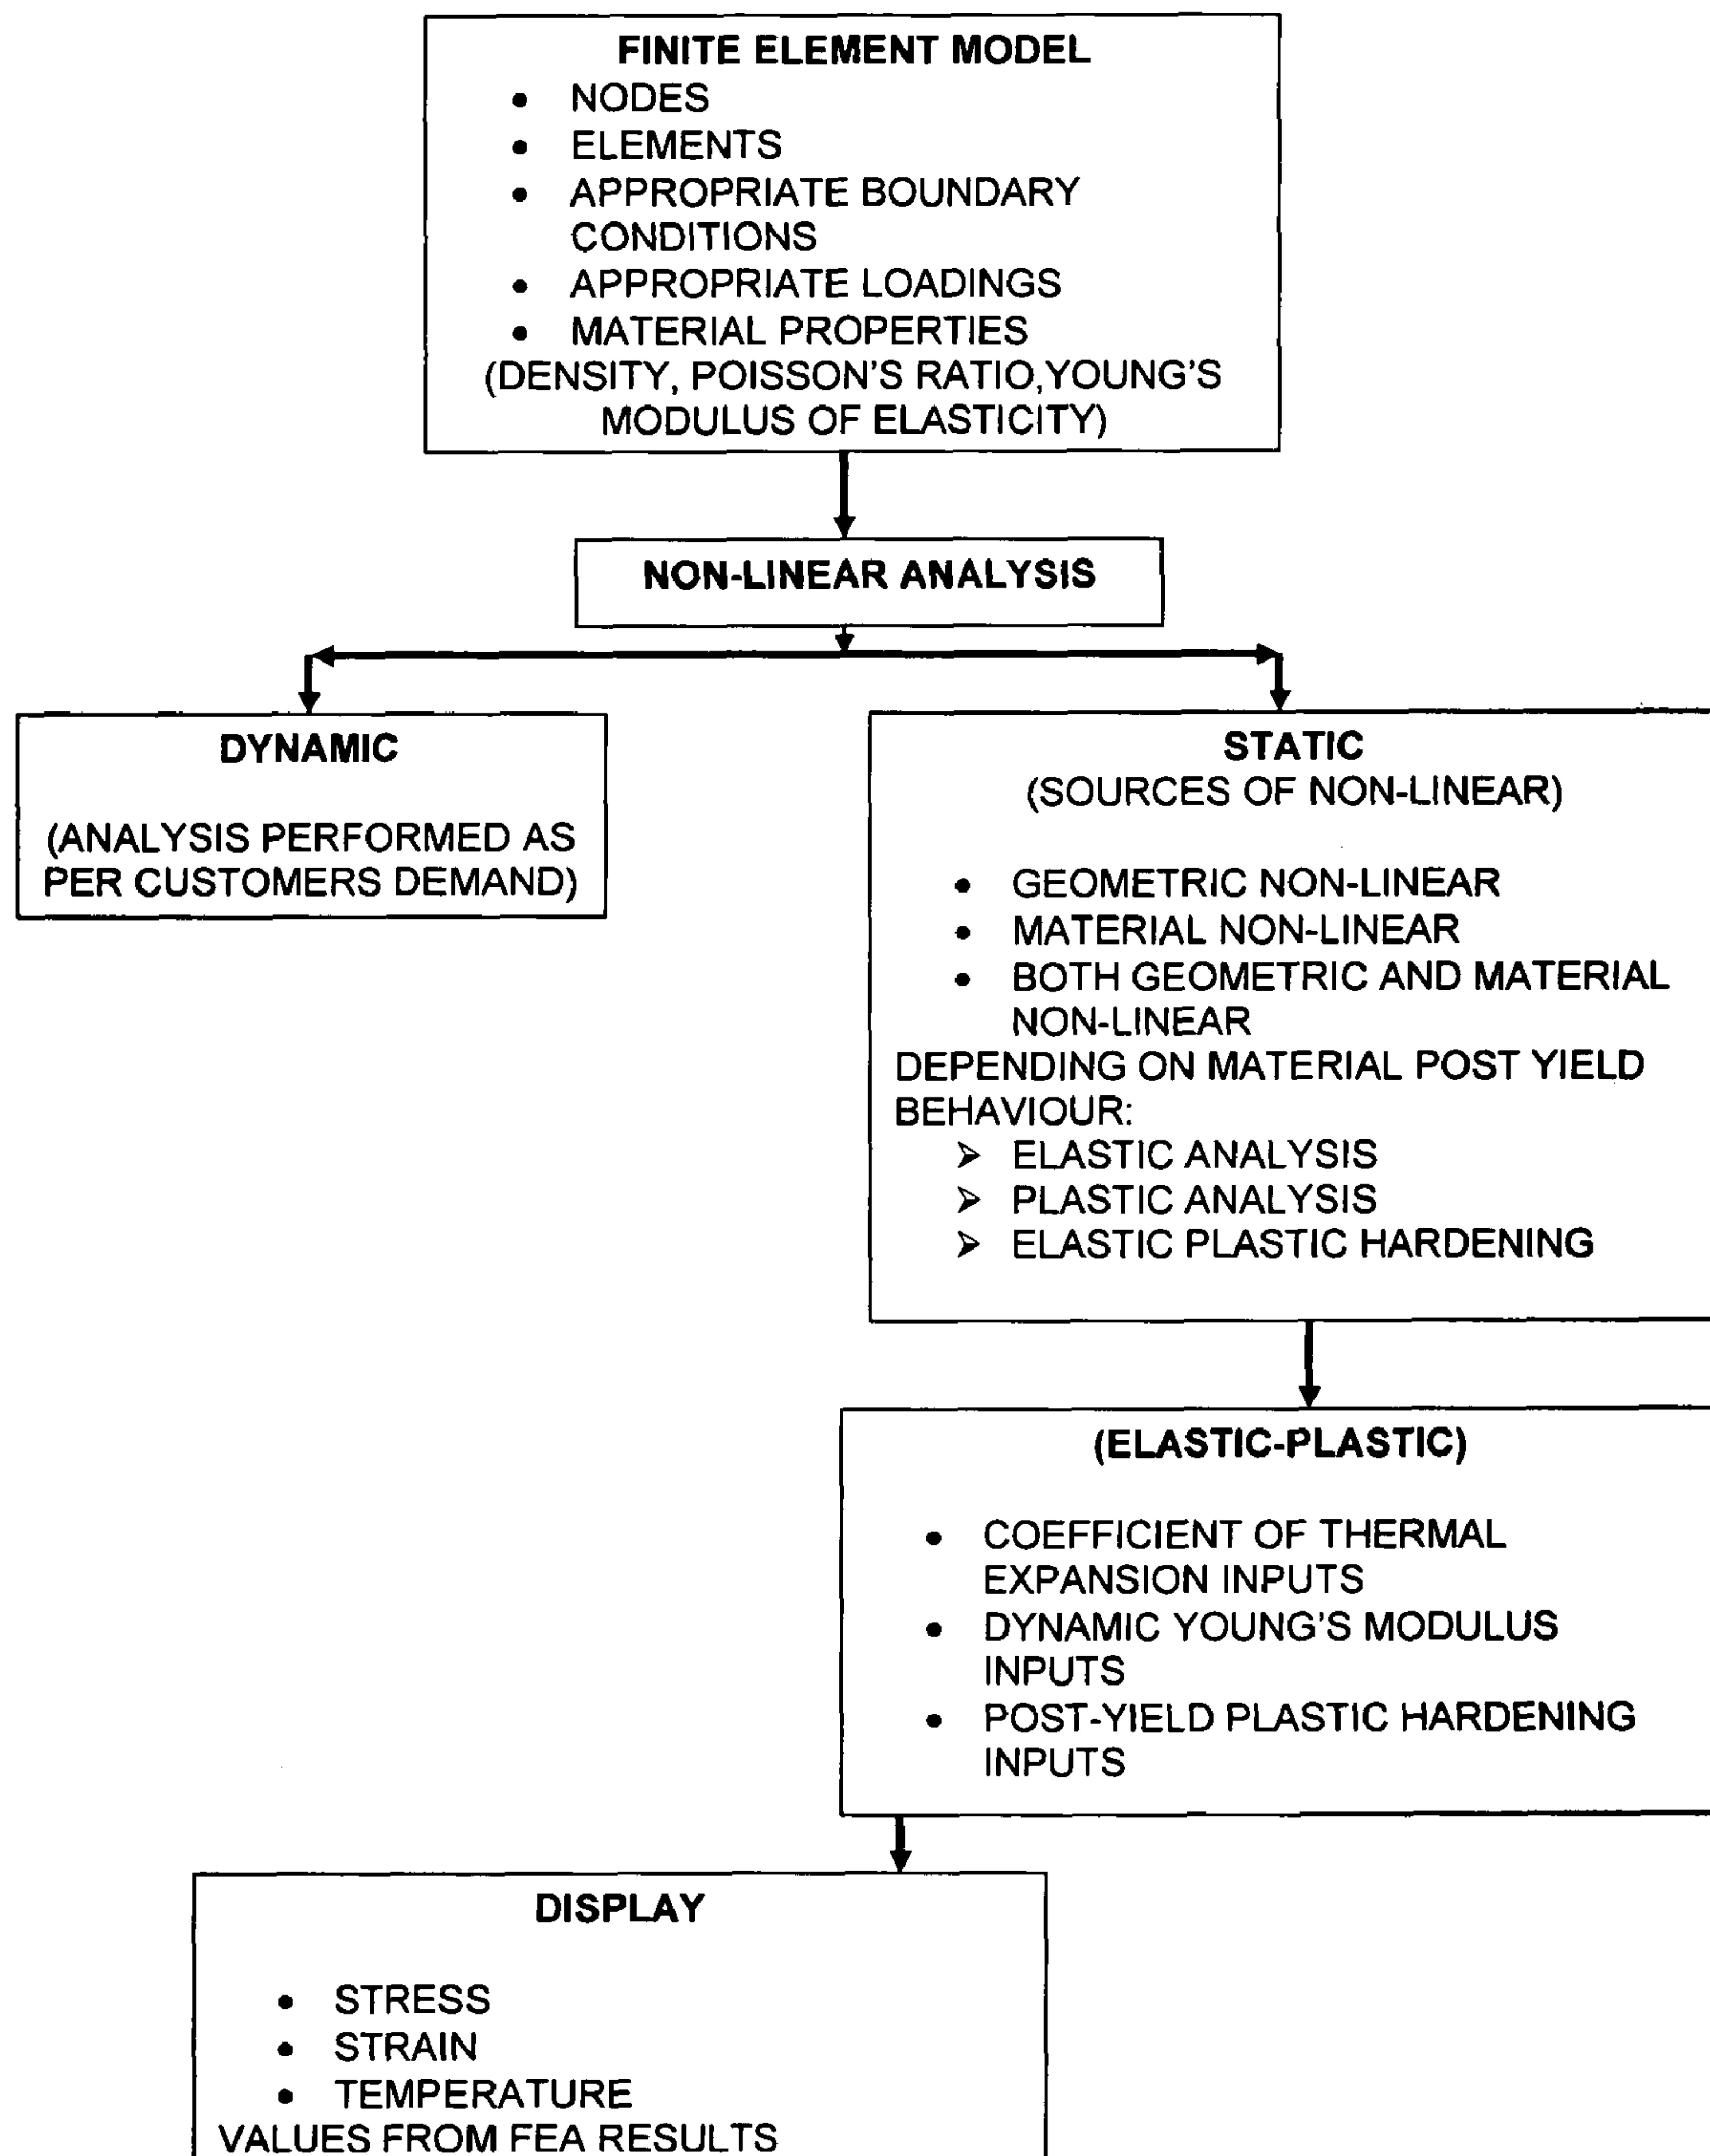 FINITE ELEMENT MODEL
• NODES
• ELEMENTS
• APPROPRIATE BOUNDARY
CONDITIONS
• APPROPRIATE LOADINGS
• MATERIAL PROPERTIES
(DENSITY, POISSON'S RATIO,YOUNG'S
MODULUS OF ELASTICITY)
NON-LINEAR ANALYSIS
DYNAMIC
(ANALYSIS PERFORMED AS
PER CUSTOMERS DEMAND)
STATIC
(SOURCES OF NON-LINEAR)
• GEOMETRIC NON-LINEAR
• MATERIAL NON-LINEAR
• BOTH GEOMETRIC AND MATERIAL
NON-LINEAR
DEPENDING ON MATERIAL POST YIELD
BEHAVIOUR:
➢ ELASTIC ANALYSIS
➢ PLASTIC ANALYSIS
➢ ELASTIC PLASTIC HARDENING
(ELASTIC-PLASTIC)
• COEFFICIENT OF THERMAL
EXPANSION INPUTS
• DYNAMIC YOUNG'S MODULUS
INPUTS
• POST-YIELD PLASTIC HARDENING
INPUTS
DISPLAY
• STRESS
• STRAIN
• TEMPERATURE
VALUES FROM FEA RESULTS